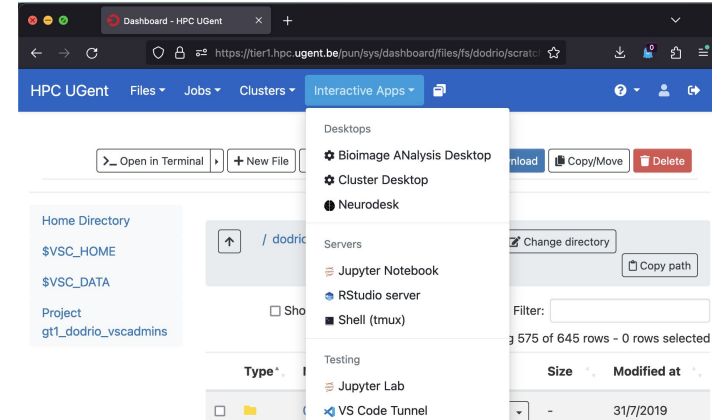 Dashboard - HPC UGent
https://tier1.hpc.ugent.be/pun/sys/dashboard/files/fs/dodrio/scratc
HPC UGent Files Jobs Clusters Interactive Apps
Desktops
Bioimage ANalysis Desktop
Cluster Desktop
Neurodesk
Servers
Jupyter Notebook
RStudio server
Shell (tmux)
Testing
Jupyter Lab
VS Code Tunnel
>_ Open in Terminal + New File Copy/Move Delete
Home Directory
$VSC_HOME
$VSC_DATA
Project
gt1_dodrio_vscadmins
/ dodrio Change directory
Copy path
Filter:
575 of 645 rows - 0 rows selected
Type Size Modified at
- 31/7/2019